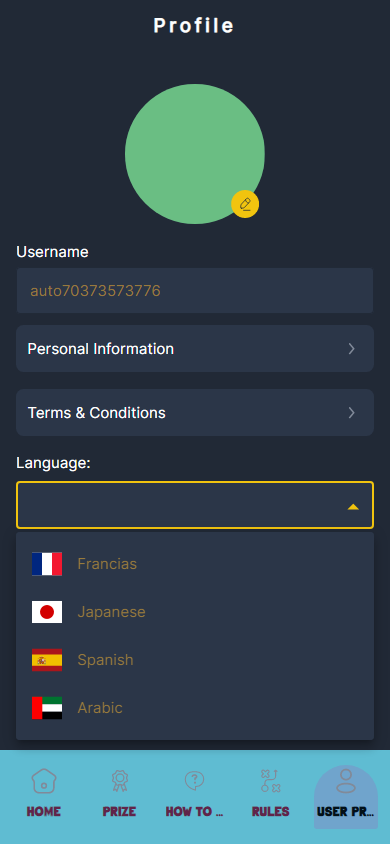 Profile
Username
auto70373573776
Personal Information
Terms & Conditions
Language:
Francias
Japanese
Spanish
Arabic
HOME PRIZE HOW TO ... RULES USER PR...